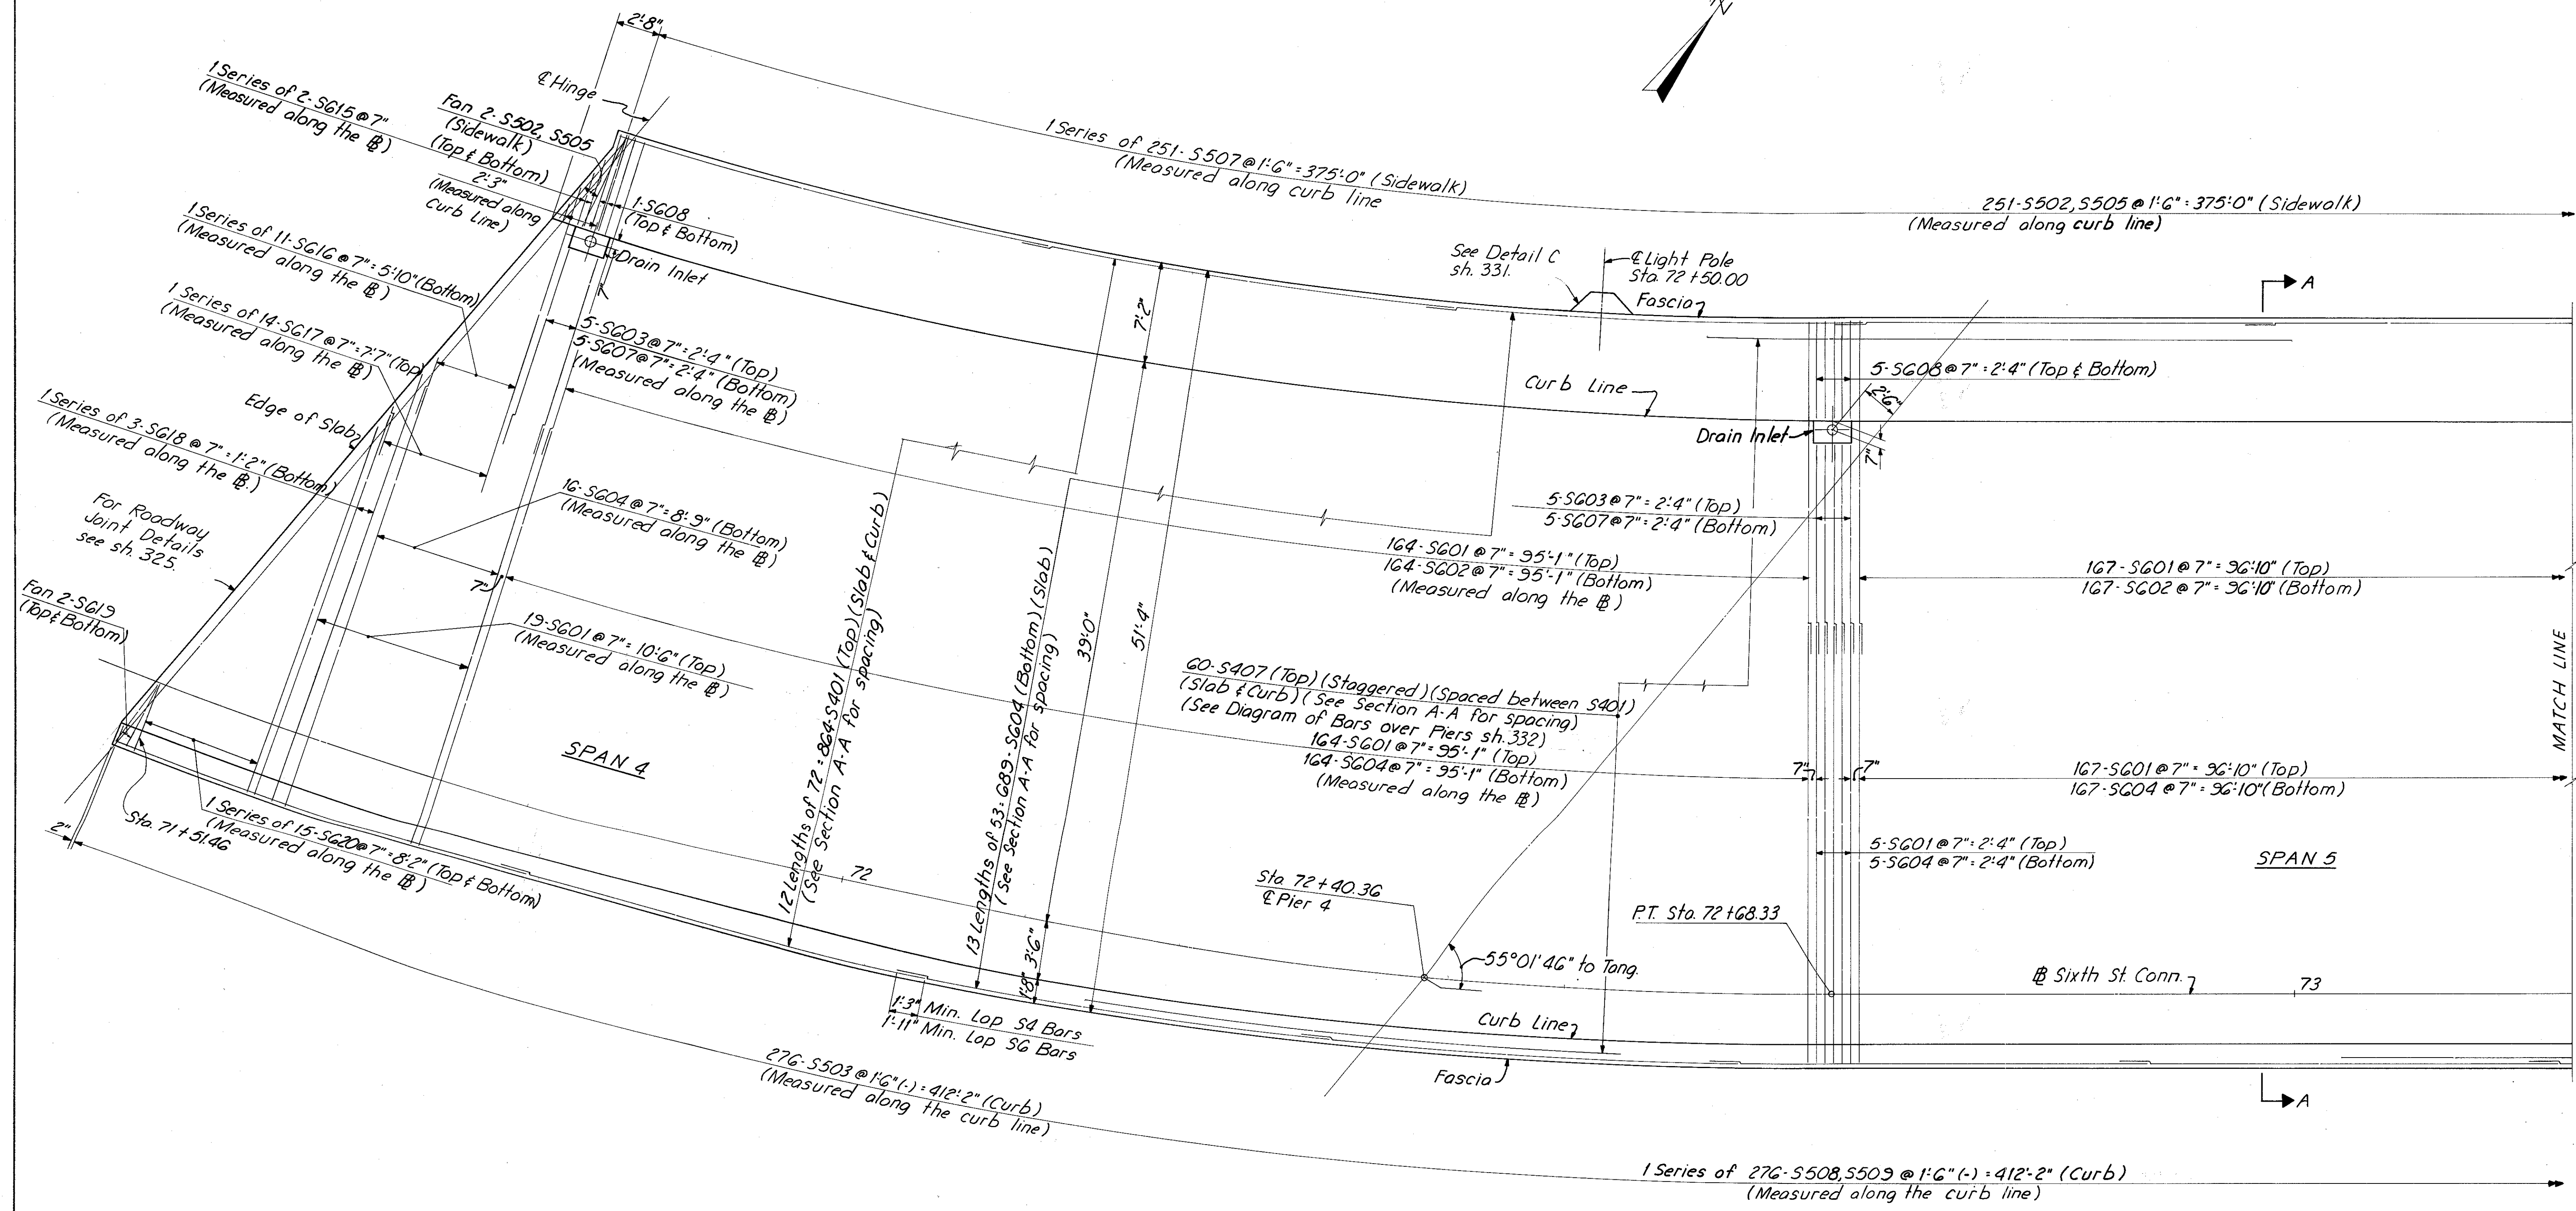 N
2'-8"
℄ Hinge
1 Series of 2-S615 @ 7"
(Measured along the ℄B)
Fan 2-S502, S505
(Sidewalk)
(Top & Bottom)
2'-3"
(Measured along
Curb Line)
1-S608
(Top & Bottom)
Drain Inlet
1 Series of 251-S507 @ 1'-6" = 375'-0" (Sidewalk)
(Measured along curb line
251-S502, S505 @ 1'-6" = 375'-0" (Sidewalk)
(Measured along curb line)
1 Series of 11-S616 @ 7" = 5'-10" (Bottom)
(Measured along the ℄B)
1 Series of 14-S617 @ 7" = 7'-7" (Top)
(Measured along the ℄B)
1 Series of 3-S618 @ 7" = 1'-2" (Bottom)
(Measured along the ℄B.)
Edge of Slab
For Roadway
Joint Details
see sh. 325.
Fan 2-S619
(Top & Bottom)
5-S603 @ 7" = 2'-4" (Top)
5-S607 @ 7" = 2'-4" (Bottom)
(Measured along the ℄B)
16-S604 @ 7" = 8'-9" (Bottom)
(Measured along the ℄B)
7"
19-S601 @ 7" = 10'-6" (Top)
(Measured along the ℄B)
SPAN 4
1 Series of 15-S620 @ 7" = 8'-2" (Top & Bottom)
(Measured along the ℄B)
Sta. 71+51.46
2"
72
12 Lengths of 72 = 864-S401 (Top) (Slab & Curb)
(See Section A-A for spacing)
13 Lengths of 53 = 689-S604 (Bottom) (Slab)
(See Section A-A for spacing)
7'-2"
39'-0"
51'-4"
3'-6"
1'-8"
1'-3" Min. Lap S4 Bars
1'-11" Min. Lap S6 Bars
276-S503 @ 1'-6" (-) = 412'-2" (Curb)
(Measured along the curb line)
See Detail C
sh. 331.
℄ Light Pole
Sta. 72+50.00
Fascia
A
Curb Line
5-S608 @ 7" = 2'-4" (Top & Bottom)
2'-6"
Drain Inlet
7"
5-S603 @ 7" = 2'-4" (Top)
5-S607 @ 7" = 2'-4" (Bottom)
164-S601 @ 7" = 95'-1" (Top)
164-S602 @ 7" = 95'-1" (Bottom)
(Measured along the ℄B)
167-S601 @ 7" = 96'-10" (Top)
167-S602 @ 7" = 96'-10" (Bottom)
60-S407 (Top) (Staggered) (Spaced between S401)
(Slab & Curb) (See Section A-A for spacing)
(See Diagram of Bars over Piers sh. 332)
164-S601 @ 7" = 95'-1" (Top)
164-S604 @ 7" = 95'-1" (Bottom)
(Measured along the ℄B)
7"
7"
167-S601 @ 7" = 96'-10" (Top)
167-S604 @ 7" = 96'-10" (Bottom)
5-S601 @ 7" = 2'-4" (Top)
5-S604 @ 7" = 2'-4" (Bottom)
SPAN 5
MATCH LINE
Sta 72+40.36
℄ Pier 4
P.T. Sta. 72+68.33
55°01'46" to Tang.
℄B Sixth St. Conn.
73
Curb Line
Fascia
A
1 Series of 276-S508, S509 @ 1'-6" (-) = 412'-2" (Curb)
(Measured along the curb line)